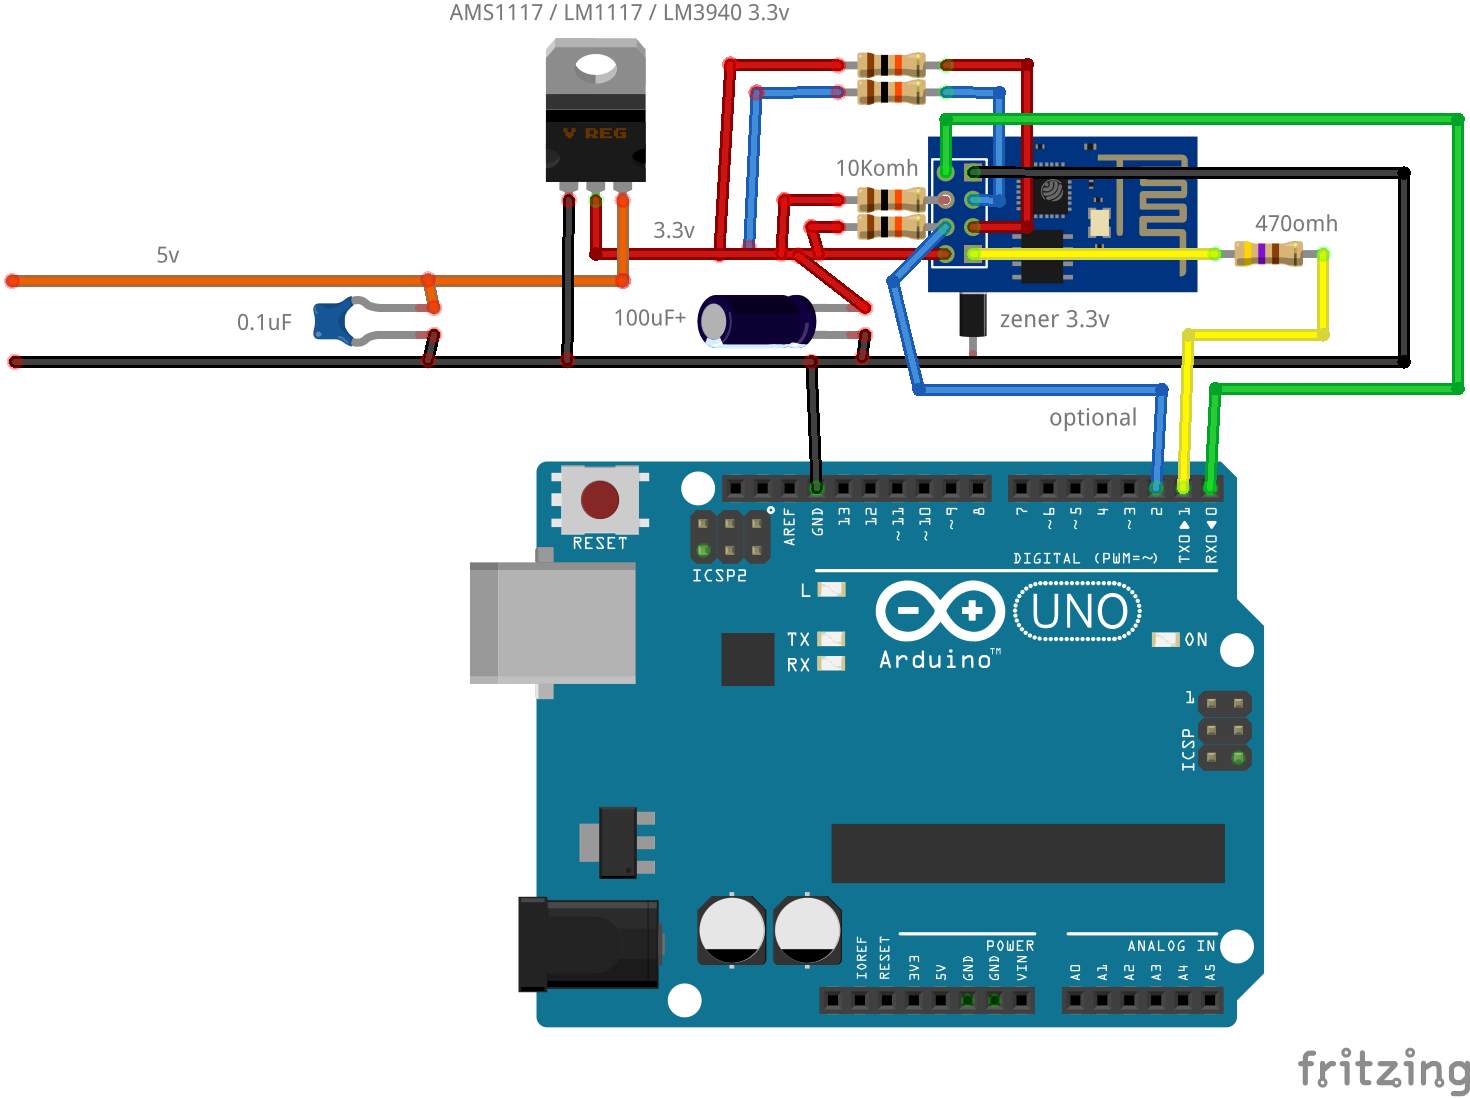 AMS1117 / LM1117 / LM3940 3.3v
V REG
10Komh
470omh
3.3v
5v
0.1uF
100uF+
zener 3.3v
optional
RESET
ICSP2
AREF
GND
13
12
~11
~10
~9
8
7
~6
~5
4
~3
2
TX0▶1
RX0◀0
DIGITAL (PWM=~)
L
TX
RX
UNO
Arduino™
ON
1
ICSP
IOREF
RESET
3V3
5V
GND
GND
VIN
POWER
ANALOG IN
A0
A1
A2
A3
A4
A5
fritzing